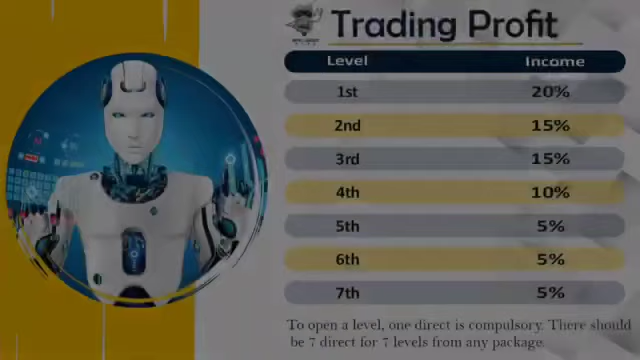 Trading Profit
Level Income
1st 20%
2nd 15%
3rd 15%
4th 10%
5th 5%
6th 5%
7th 5%
To open a level, one direct is compulsory. There should
be 7 direct for 7 levels from any package.